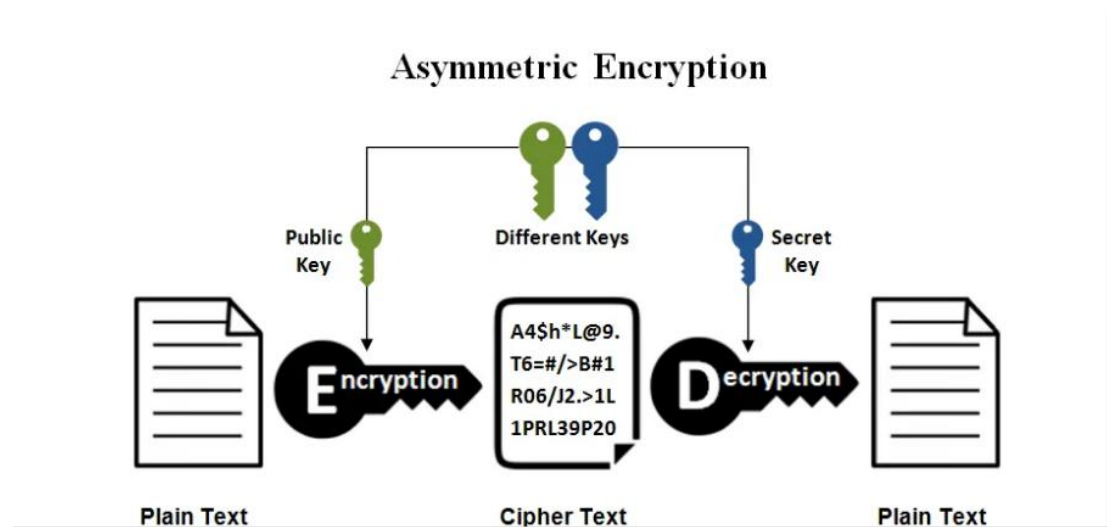 Asymmetric Encryption
Public
Key
Different Keys
Secret
Key
A4$h*L@9.
T6=#/>B#1
R06/J2.>1L
1PRL39P20
Encryption
Decryption
Plain Text
Cipher Text
Plain Text